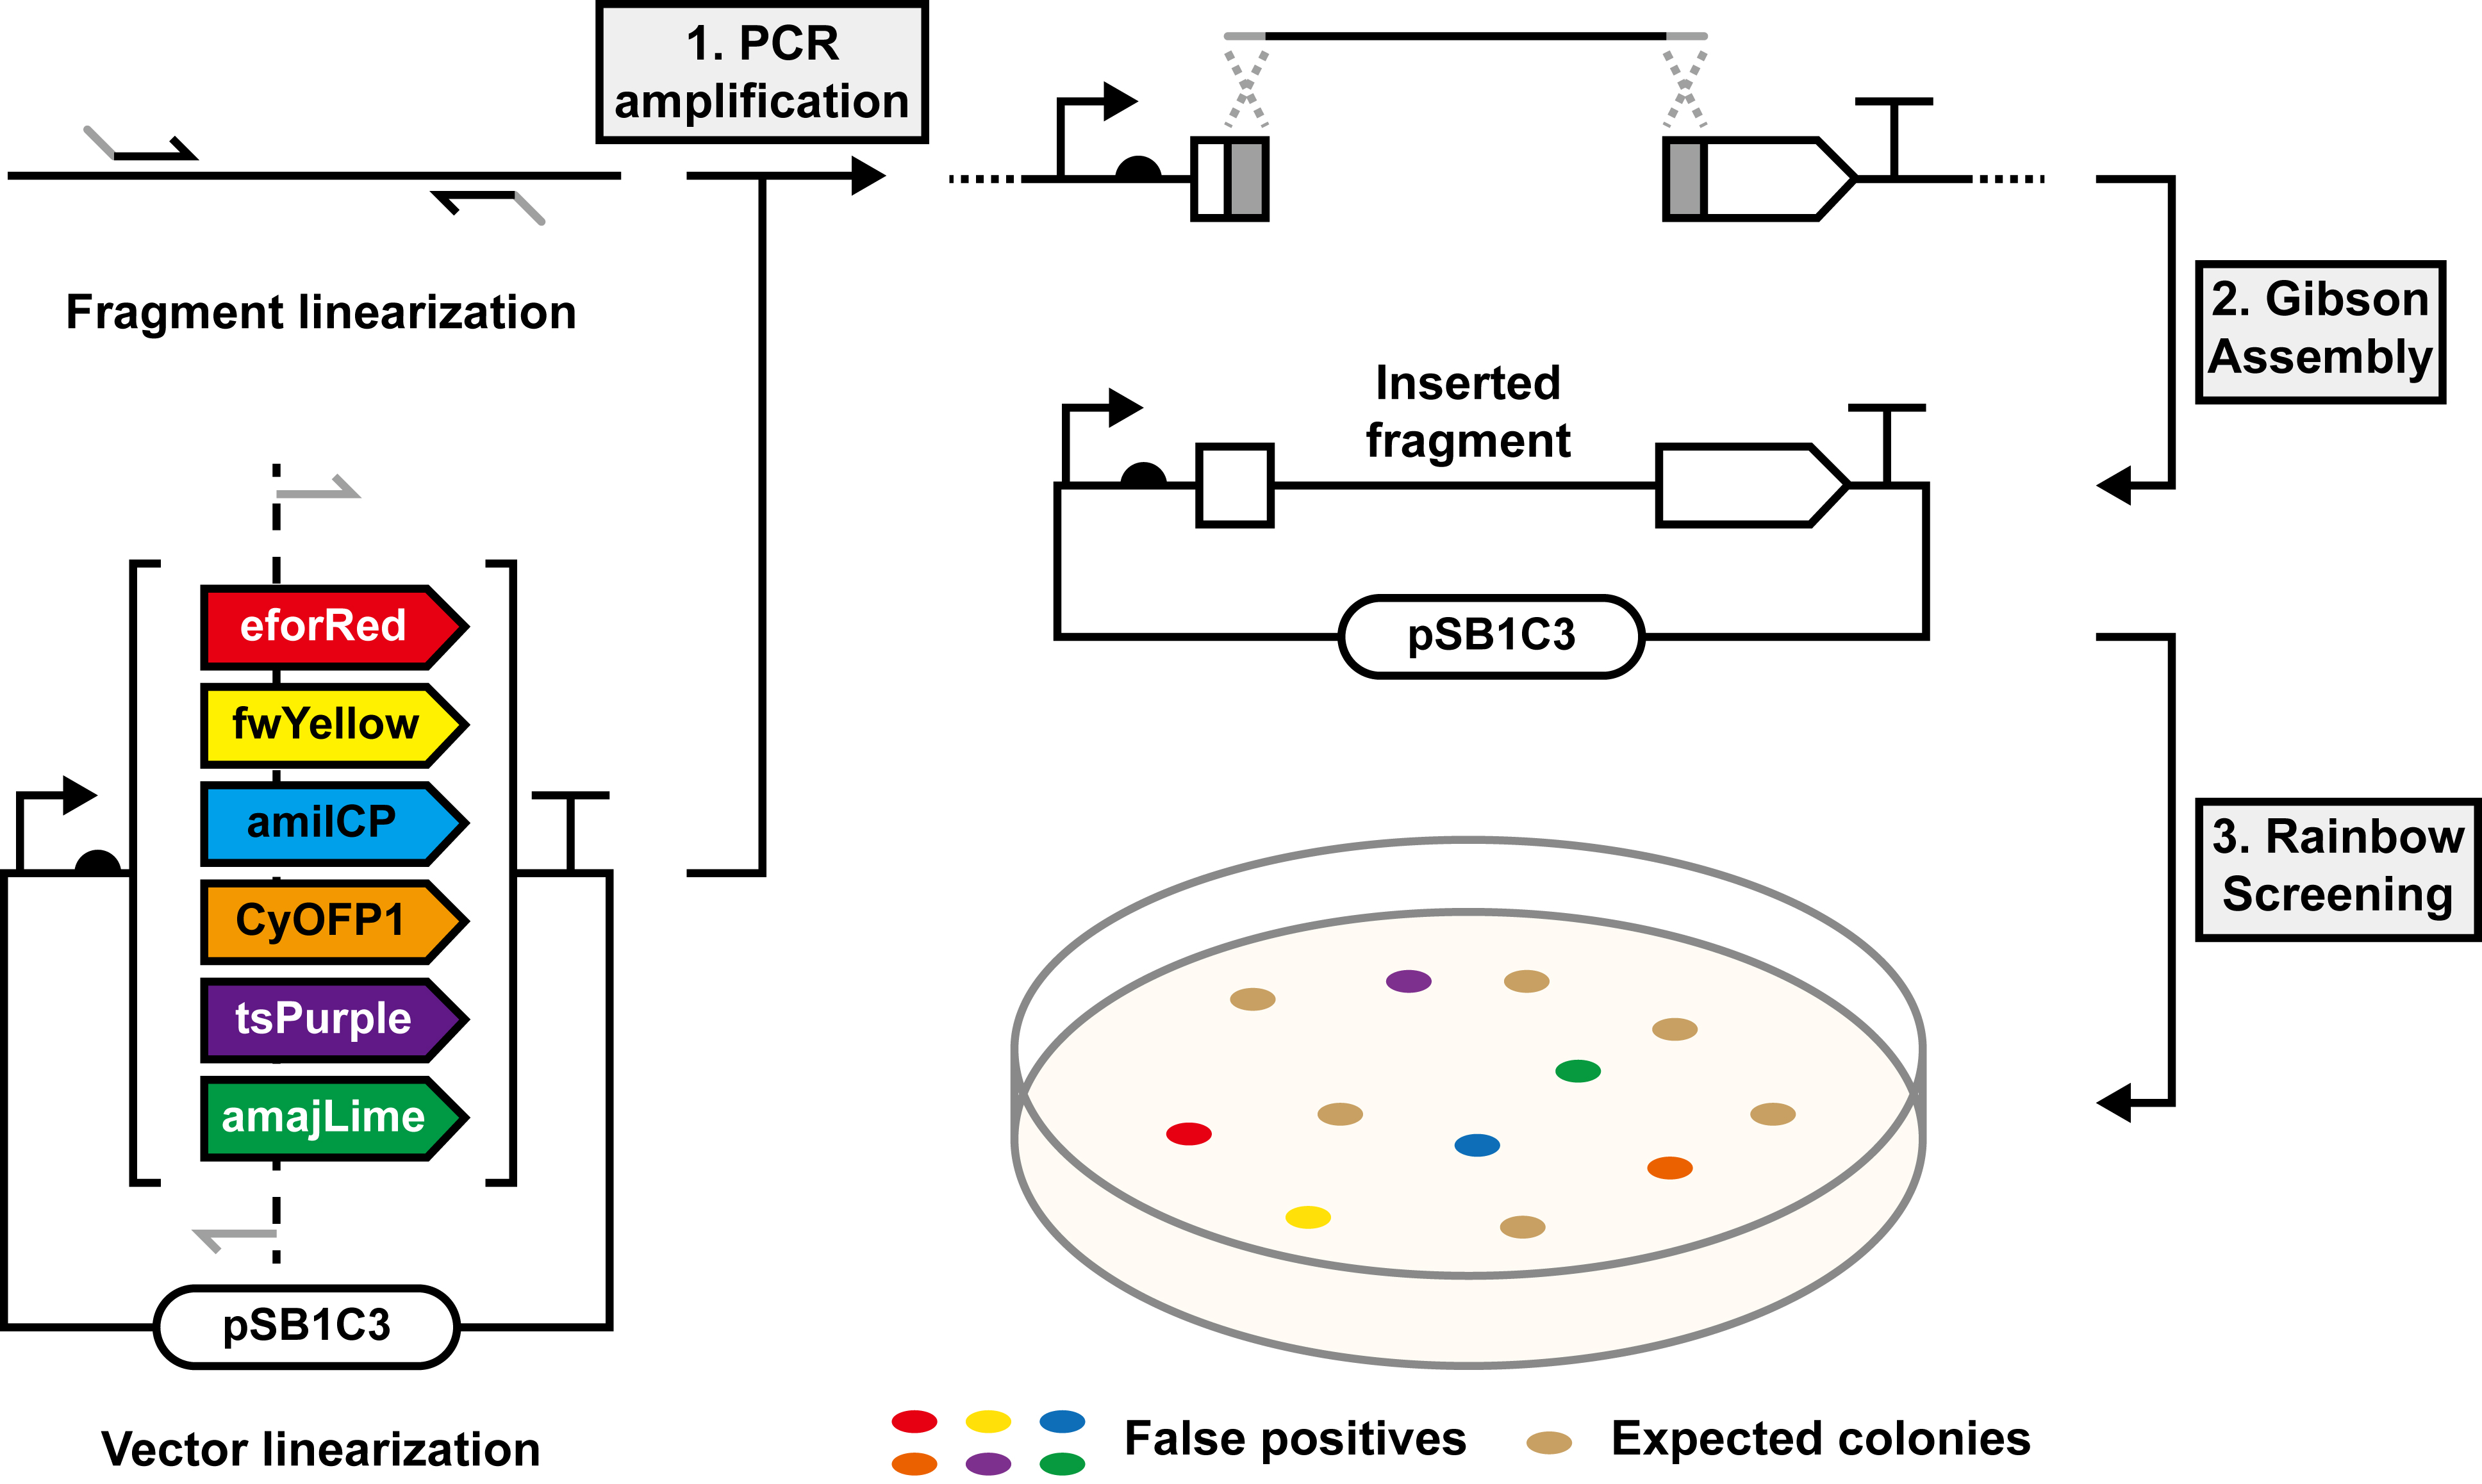 1. PCR
amplification
Fragment linearization
2. Gibson
Assembly
Inserted
fragment
pSB1C3
eforRed
fwYellow
amilCP
CyOFP1
tsPurple
amajLime
pSB1C3
Vector linearization
3. Rainbow
Screening
False positives
Expected colonies